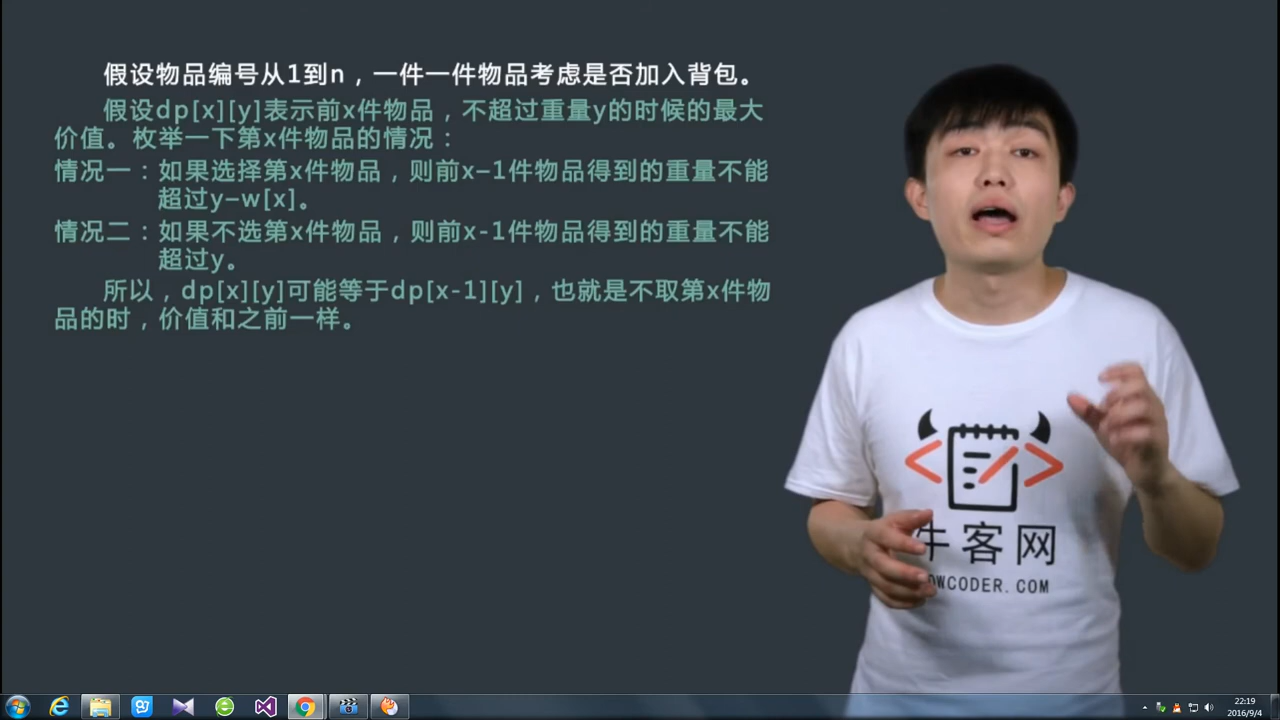 假设物品编号从1到n，一件一件物品考虑是否加入背包。
假设dp[x][y]表示前x件物品，不超过重量y的时候的最大
价值。枚举一下第x件物品的情况：
情况一：如果选择第x件物品，则前x–1件物品得到的重量不能
超过y–w[x]。
情况二：如果不选第x件物品，则前x-1件物品得到的重量不能
超过y。
所以，dp[x][y]可能等于dp[x-1][y]，也就是不取第x件物
品的时，价值和之前一样。
牛客网
OWCODER.COM
22:19
2016/9/4